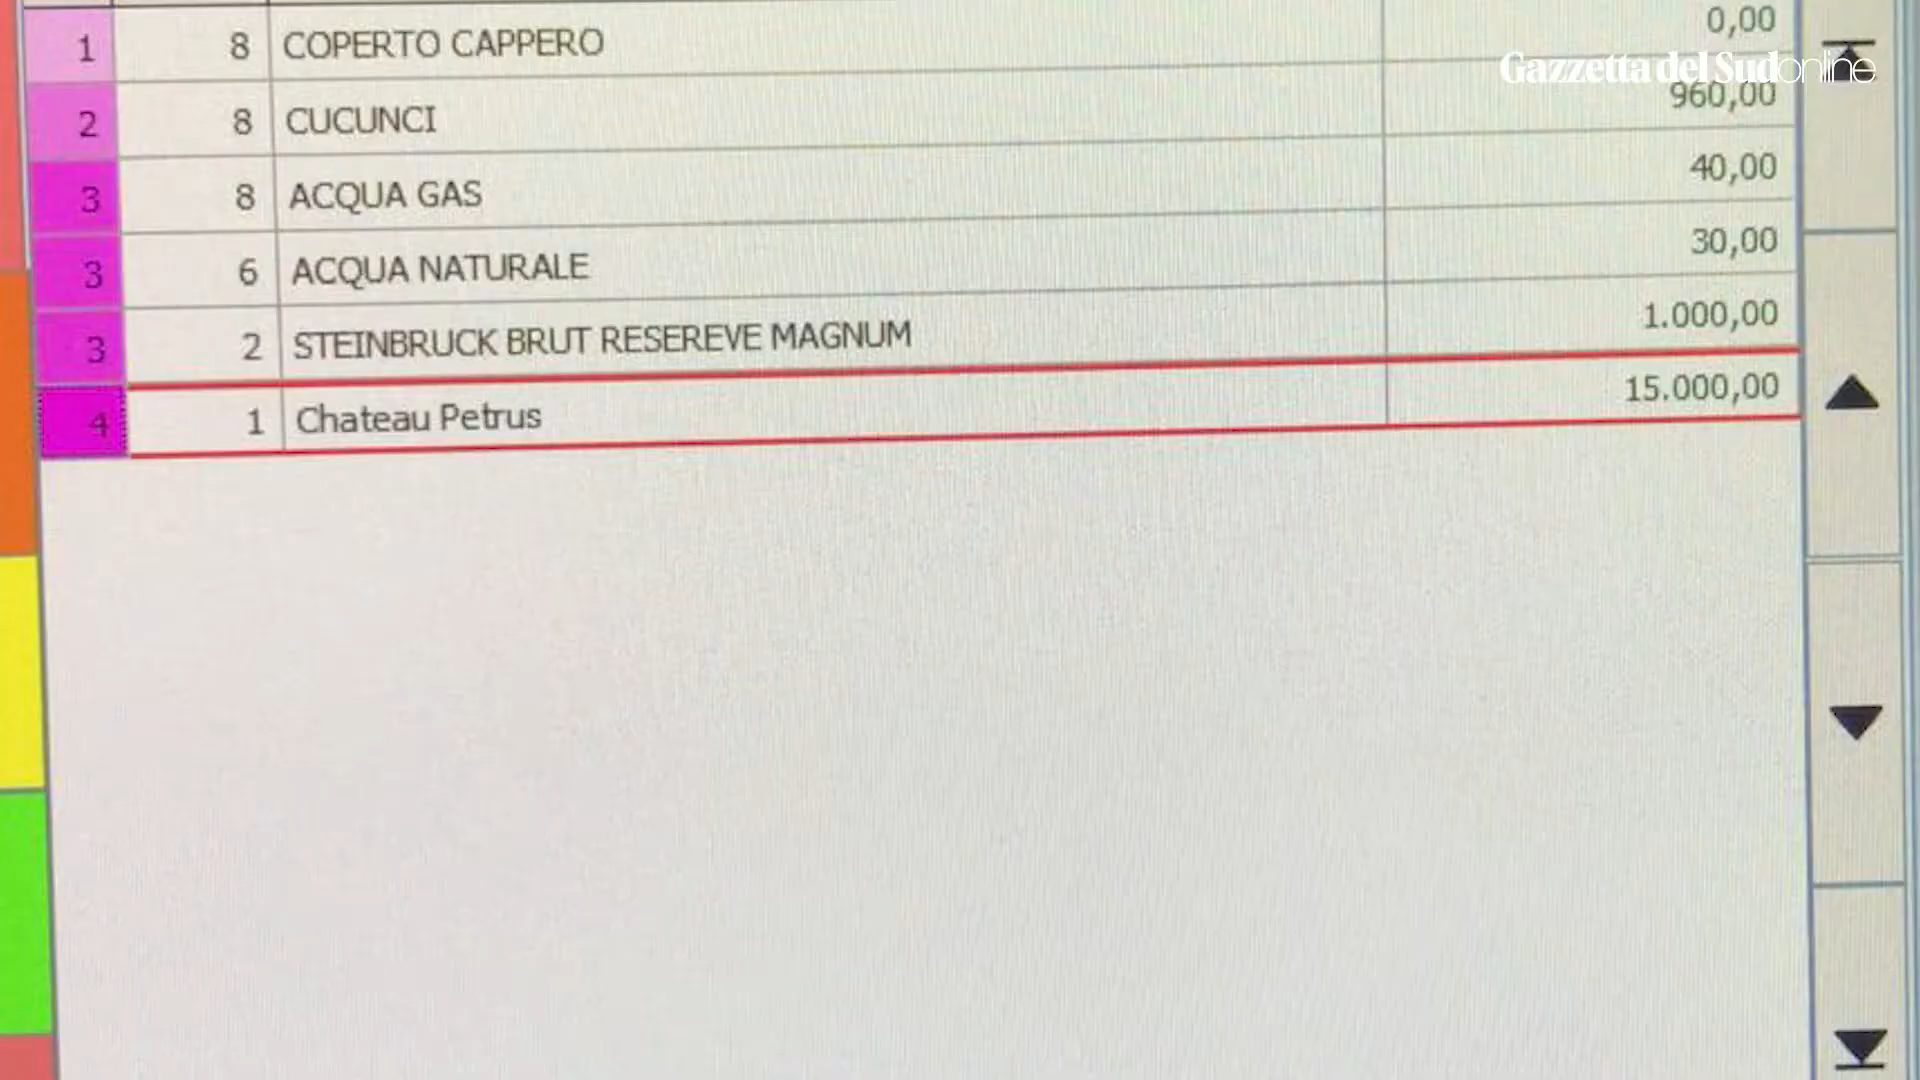 1 8 COPERTO CAPPERO 0,00
Gazzetta del Sudonline
2 8 CUCUNCI 960,00
3 8 ACQUA GAS 40,00
3 6 ACQUA NATURALE 30,00
3 2 STEINBRUCK BRUT RESEREVE MAGNUM 1.000,00
4 1 Chateau Petrus 15.000,00